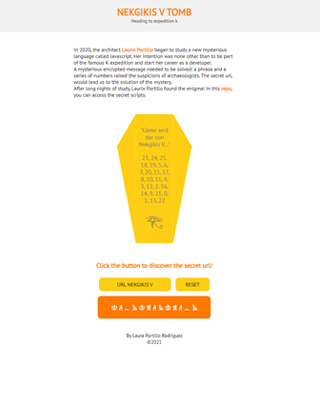 NEKGIKIS V TOMB
Heading to expedition k
In 2020, the architect Laura Portillo began to study a new mysterious
language called Javascript. Her intention was none other than to be part
of the famous K expedition and start her career as a developer.
A mysterious encrypted message needed to be solved: a phrase and a
series of numbers raised the suspicions of archaeologists. The secret url,
would lead us to the solution of the mystery.
After long nights of study, Laura Portillo found the enigma! In this repo,
you can access the secret scripts.
"Cómo será
dar con
Nekgikis V..."
23, 24, 25,
18, 19, 5, 6,
7, 20, 15, 17,
8, 10, 11, 4,
3, 12, 2, 16,
14, 9, 21, 0,
1, 13, 22
Click the button to discover the secret url!
URL NEKGIKIS V
RESET
By Laura Portillo Rodríguez
©2021